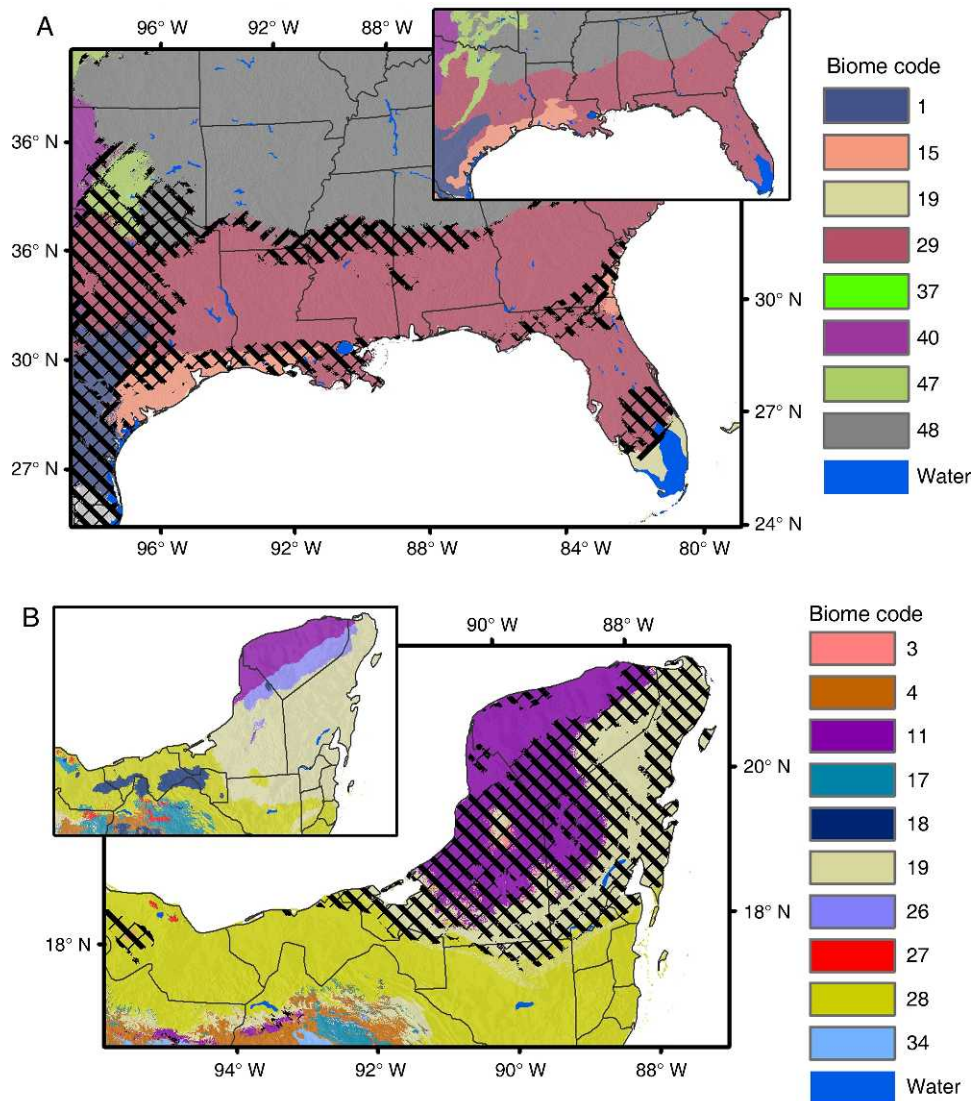 A
96° W
92° W
88° W
36° N
36° N
30° N
27° N
30° N
27° N
24° N
96° W
92° W
88° W
84° W
80° W
Biome code
1
15
19
29
37
40
47
48
Water
B
90° W
88° W
20° N
18° N
18° N
94° W
92° W
90° W
88° W
Biome code
3
4
11
17
18
19
26
27
28
34
Water